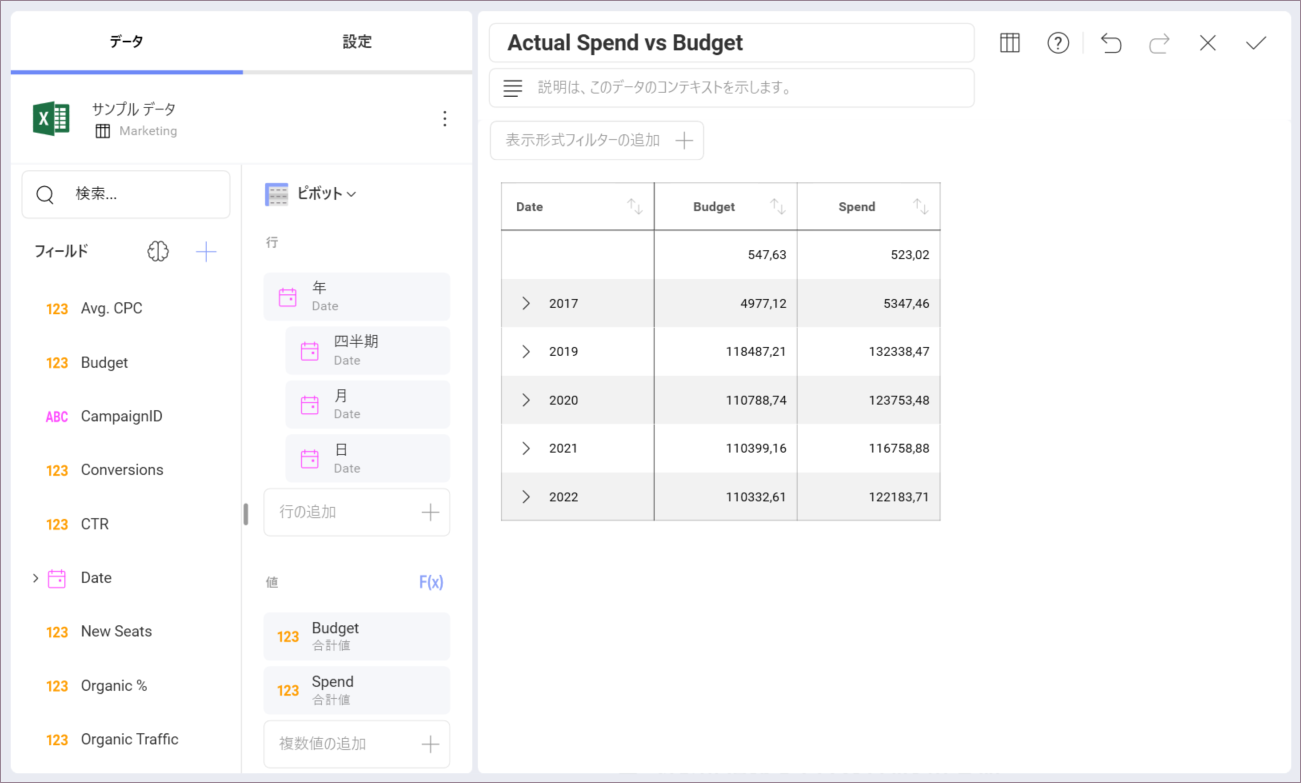 データ
設定
サンプル データ
Marketing
検索...
フィールド
123 Avg. CPC
123 Budget
ABC CampaignID
123 Conversions
123 CTR
Date
123 New Seats
123 Organic %
123 Organic Traffic
ピボット
行
年
Date
四半期
Date
月
Date
日
Date
行の追加
値 F(x)
123 Budget
合計値
123 Spend
合計値
複数値の追加
Actual Spend vs Budget
説明は、このデータのコンテキストを示します。
表示形式フィルターの追加
Date Budget Spend
547,63 523,02
2017 4977,12 5347,46
2019 118487,21 132338,47
2020 110788,74 123753,48
2021 110399,16 116758,88
2022 110332,61 122183,71